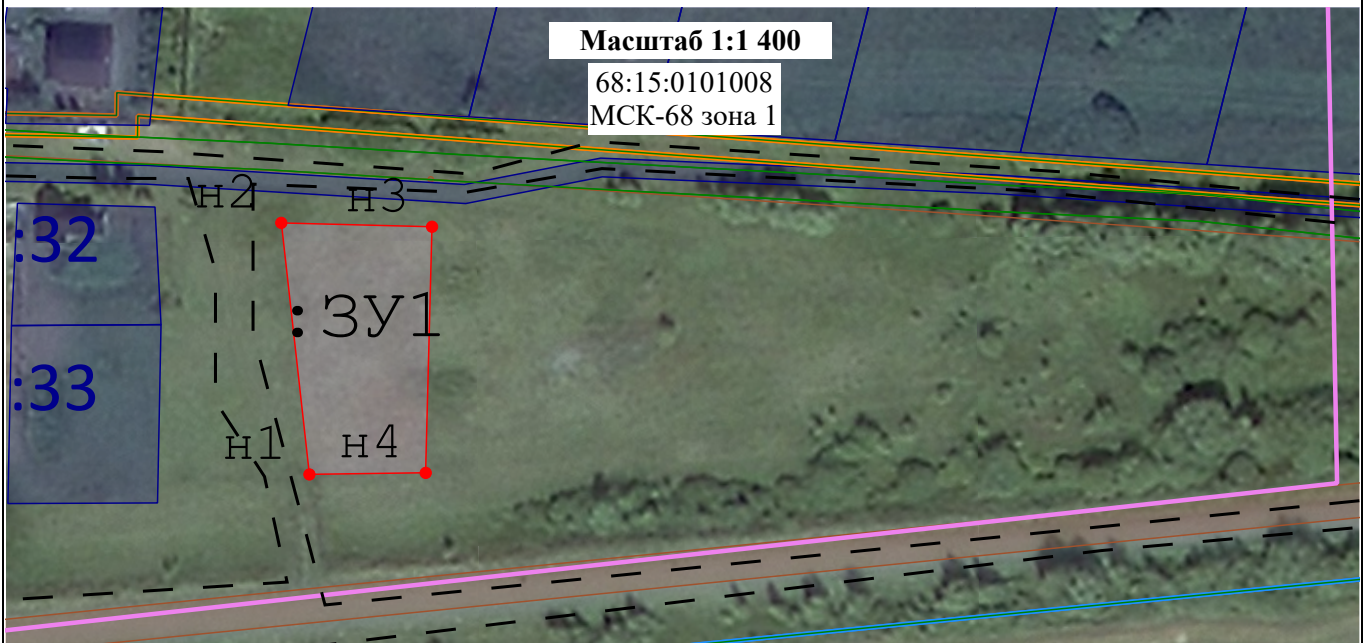 Масштаб 1:1 400
68:15:0101008
МСК-68 зона 1
н2
н3
:32
:ЗУ1
:33
н1
н4